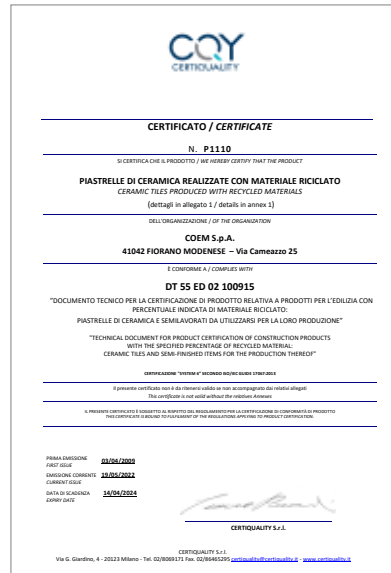 CQY
CERTIQUALITY
CERTIFICATO / CERTIFICATE
N. P1110
SI CERTIFICA CHE IL PRODOTTO / WE HEREBY CERTIFY THAT THE PRODUCT
PIASTRELLE DI CERAMICA REALIZZATE CON MATERIALE RICICLATO
CERAMIC TILES PRODUCED WITH RECYCLED MATERIALS
(dettagli in allegato 1 / details in annex 1)
DELL'ORGANIZZAZIONE / OF THE ORGANIZATION
COEM S.p.A.
41042 FIORANO MODENESE – Via Cameazzo 25
È CONFORME A / COMPLIES WITH
DT 55 ED 02 100915
"DOCUMENTO TECNICO PER LA CERTIFICAZIONE DI PRODOTTO RELATIVA A PRODOTTI PER L'EDILIZIA CON
PERCENTUALE INDICATA DI MATERIALE RICICLATO:
PIASTRELLE DI CERAMICA E SEMILAVORATI DA UTILIZZARSI PER LA LORO PRODUZIONE"
"TECHNICAL DOCUMENT FOR PRODUCT CERTIFICATION OF CONSTRUCTION PRODUCTS
WITH THE SPECIFIED PERCENTAGE OF RECYCLED MATERIAL:
CERAMIC TILES AND SEMI-FINISHED ITEMS FOR THE PRODUCTION THEREOF"
CERTIFICAZIONE "SYSTEM 4" SECONDO ISO/IEC GUIDE 17067-2013
Il presente certificato non è da ritenersi valido se non accompagnato dai relativi allegati
This certificate is not valid without the relatives Annexes
IL PRESENTE CERTIFICATO È SOGGETTO AL RISPETTO DEL REGOLAMENTO PER LA CERTIFICAZIONE DI CONFORMITÀ DI PRODOTTO
THIS CERTIFICATE IS BOUND TO FULFILMENT OF THE REGULATIONS APPLYING TO PRODUCT CERTIFICATION.
PRIMA EMISSIONE 03/04/2009
FIRST ISSUE
EMISSIONE CORRENTE 19/05/2022
CURRENT ISSUE
DATA DI SCADENZA 14/04/2024
EXPIRY DATE
CERTIQUALITY S.r.l.
CERTIQUALITY S.r.l.
Via G. Giardino, 4 - 20123 Milano - Tel. 02/8069171 Fax. 02/86465295 certiquality@certiquality.it - www.certiquality.it